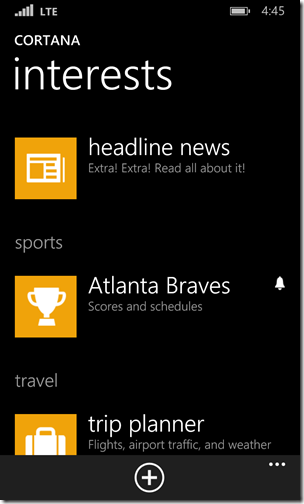 LTE 4:45
CORTANA
interests
headline news
Extra! Extra! Read all about it!
sports
Atlanta Braves
Scores and schedules
travel
trip planner
Flights, airport traffic, and weather